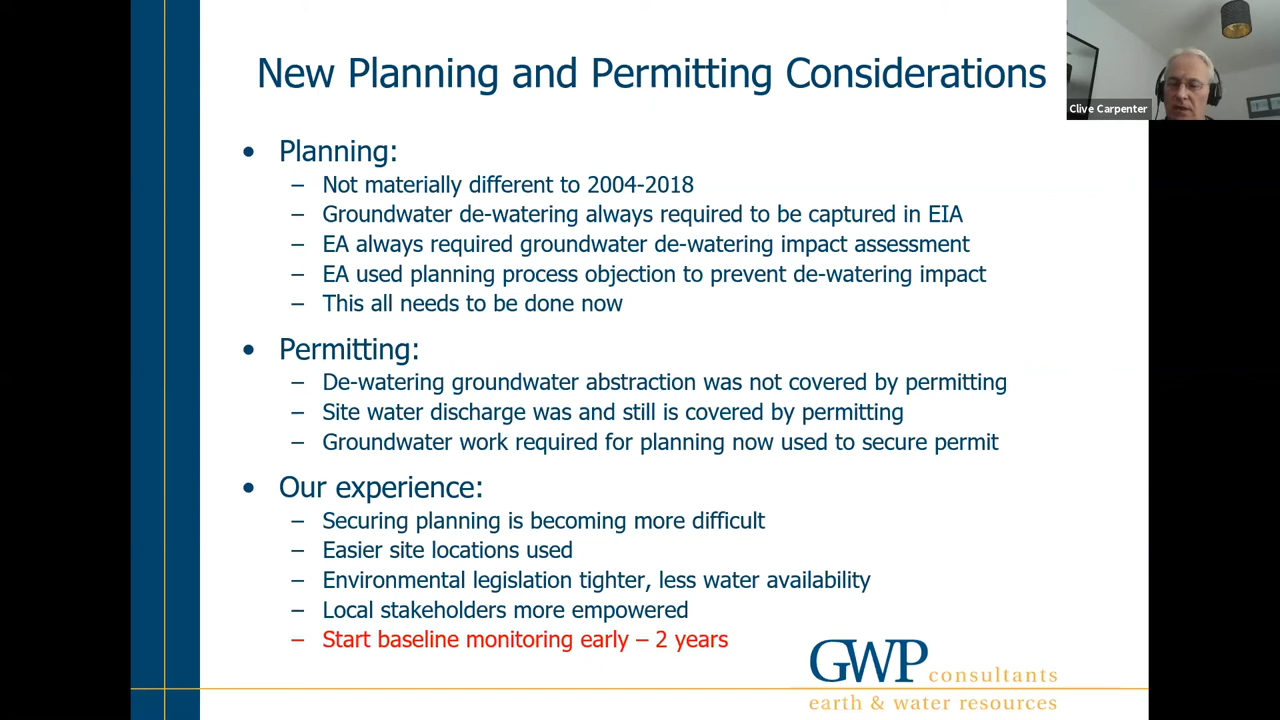 New Planning and Permitting Considerations
Clive Carpenter
• Planning:
– Not materially different to 2004-2018
– Groundwater de-watering always required to be captured in EIA
– EA always required groundwater de-watering impact assessment
– EA used planning process objection to prevent de-watering impact
– This all needs to be done now
• Permitting:
– De-watering groundwater abstraction was not covered by permitting
– Site water discharge was and still is covered by permitting
– Groundwater work required for planning now used to secure permit
• Our experience:
– Securing planning is becoming more difficult
– Easier site locations used
– Environmental legislation tighter, less water availability
– Local stakeholders more empowered
– Start baseline monitoring early – 2 years
GWP consultants
earth & water resources